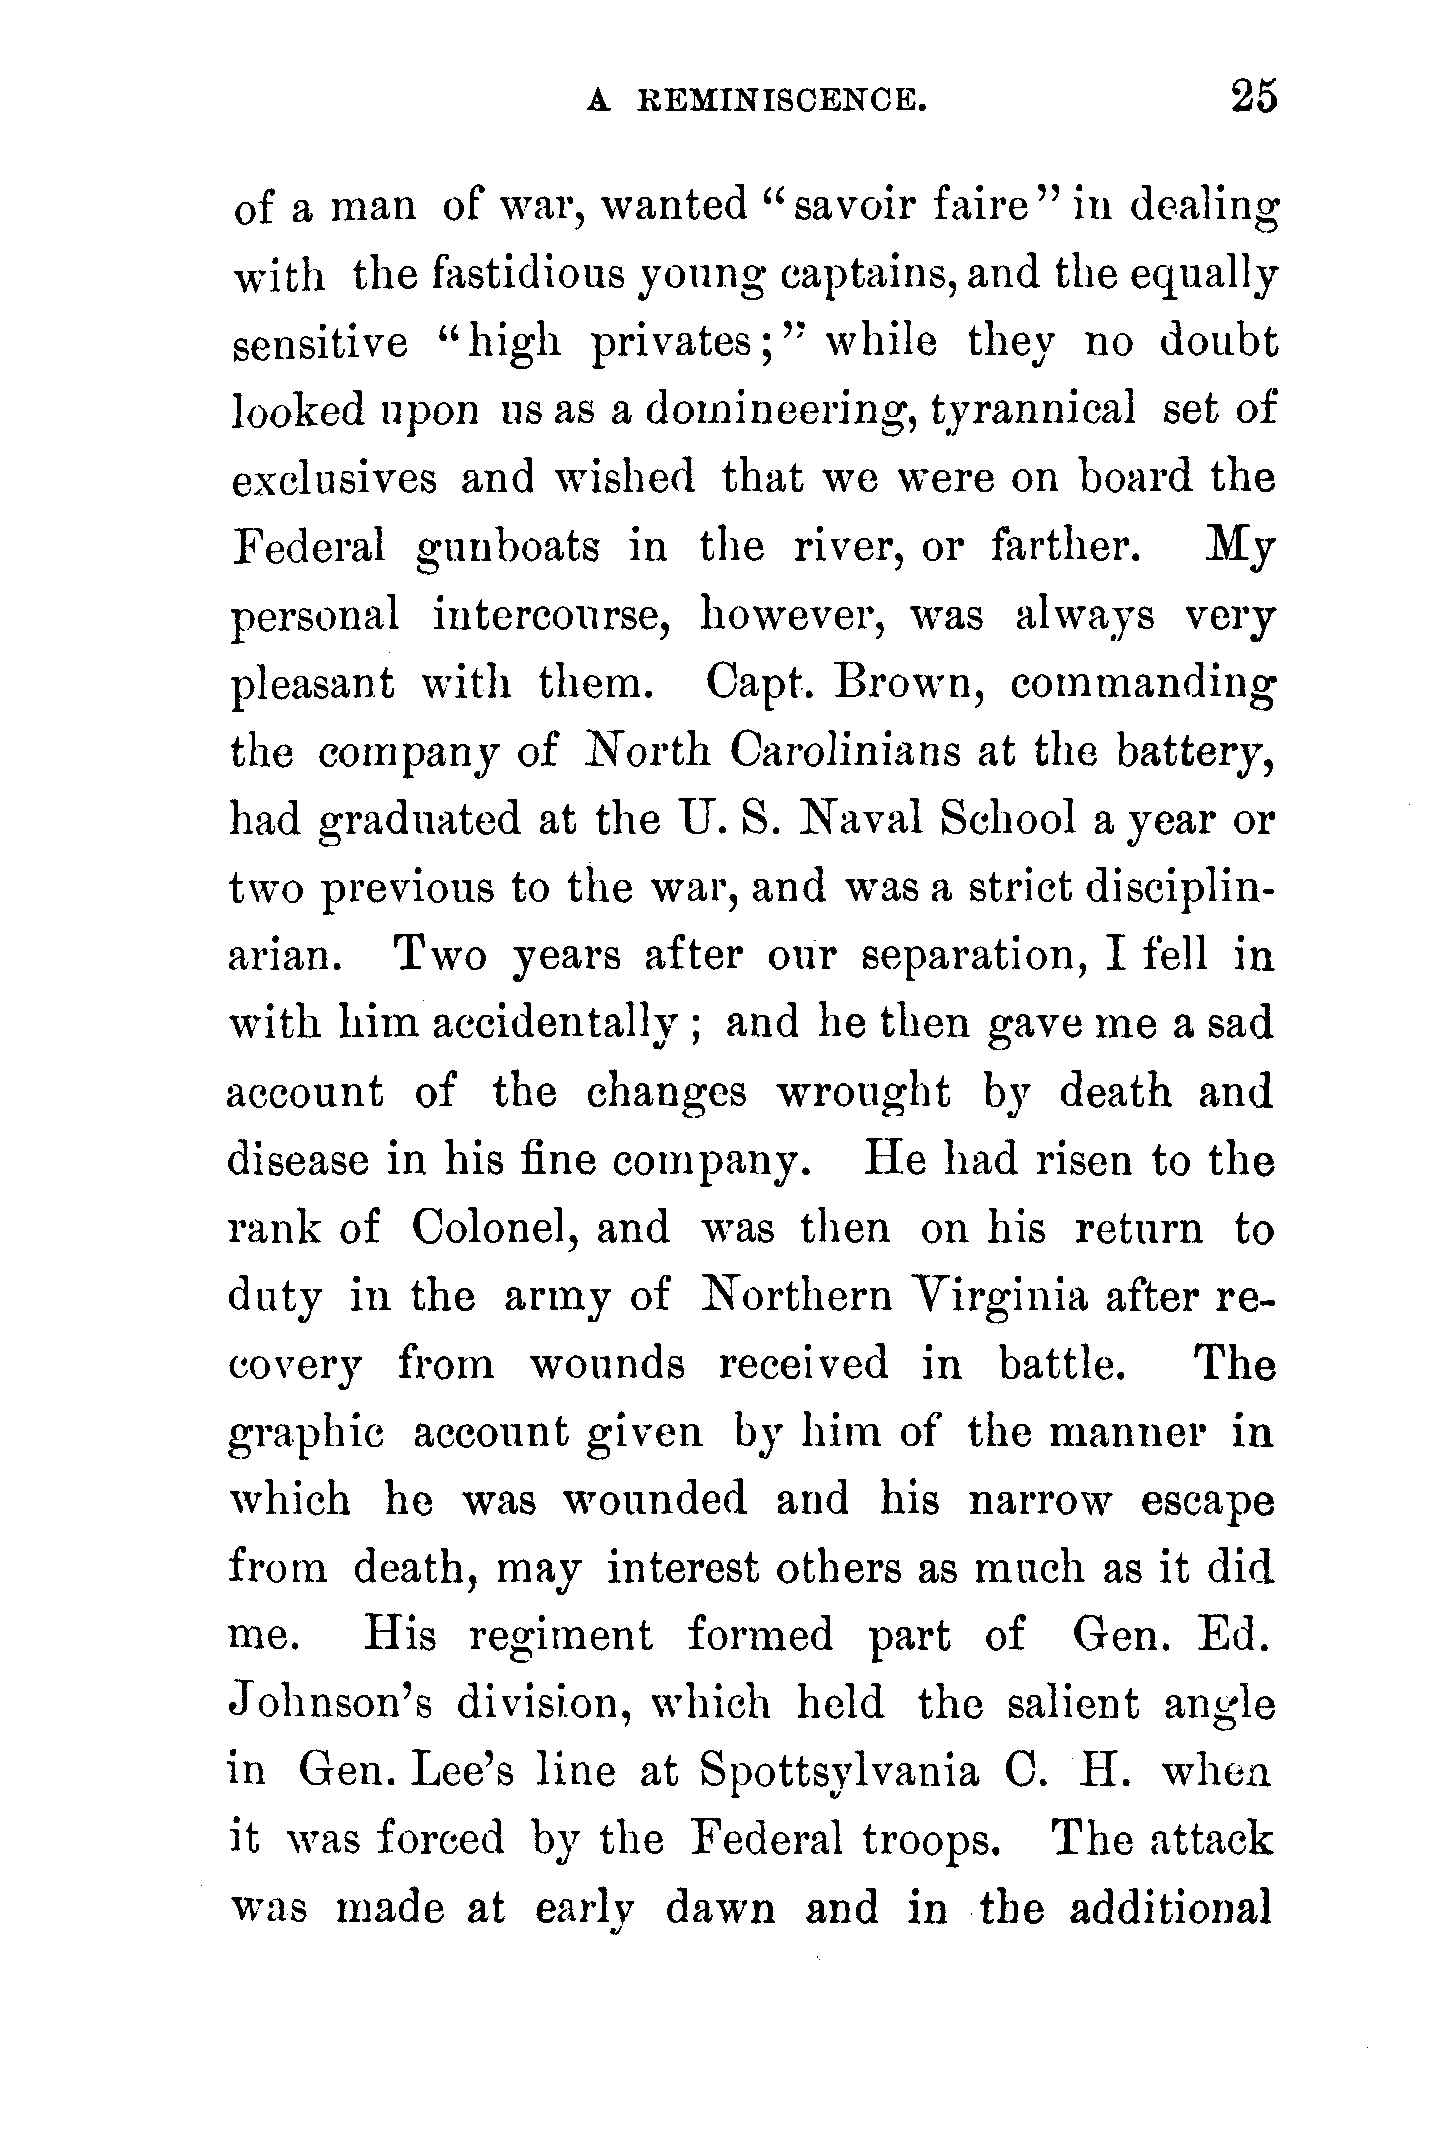 A REMINISCENCE. 25
of a man of war, wanted “savoir faire” in dealing
with the fastidious young captains, and the equally
sensitive “high privates;” while they no doubt
looked upon us as a domineering, tyrannical set of
exclusives and wished that we were on board the
Federal gunboats in the river, or farther. My
personal intercourse, however, was always very
pleasant with them. Capt. Brown, commanding
the company of North Carolinians at the battery,
had graduated at the U. S. Naval School a year or
two previous to the war, and was a strict disciplin-
arian. Two years after our separation, I fell in
with him accidentally; and he then gave me a sad
account of the changes wrought by death and
disease in his fine company. He had risen to the
rank of Colonel, and was then on his return to
duty in the army of Northern Virginia after re-
covery from wounds received in battle. The
graphic account given by him of the manner in
which he was wounded and his narrow escape
from death, may interest others as much as it did
me. His regiment formed part of Gen. Ed.
Johnson’s division, which held the salient angle
in Gen. Lee’s line at Spottsylvania C. H. when
it was forced by the Federal troops. The attack
was made at early dawn and in the additional